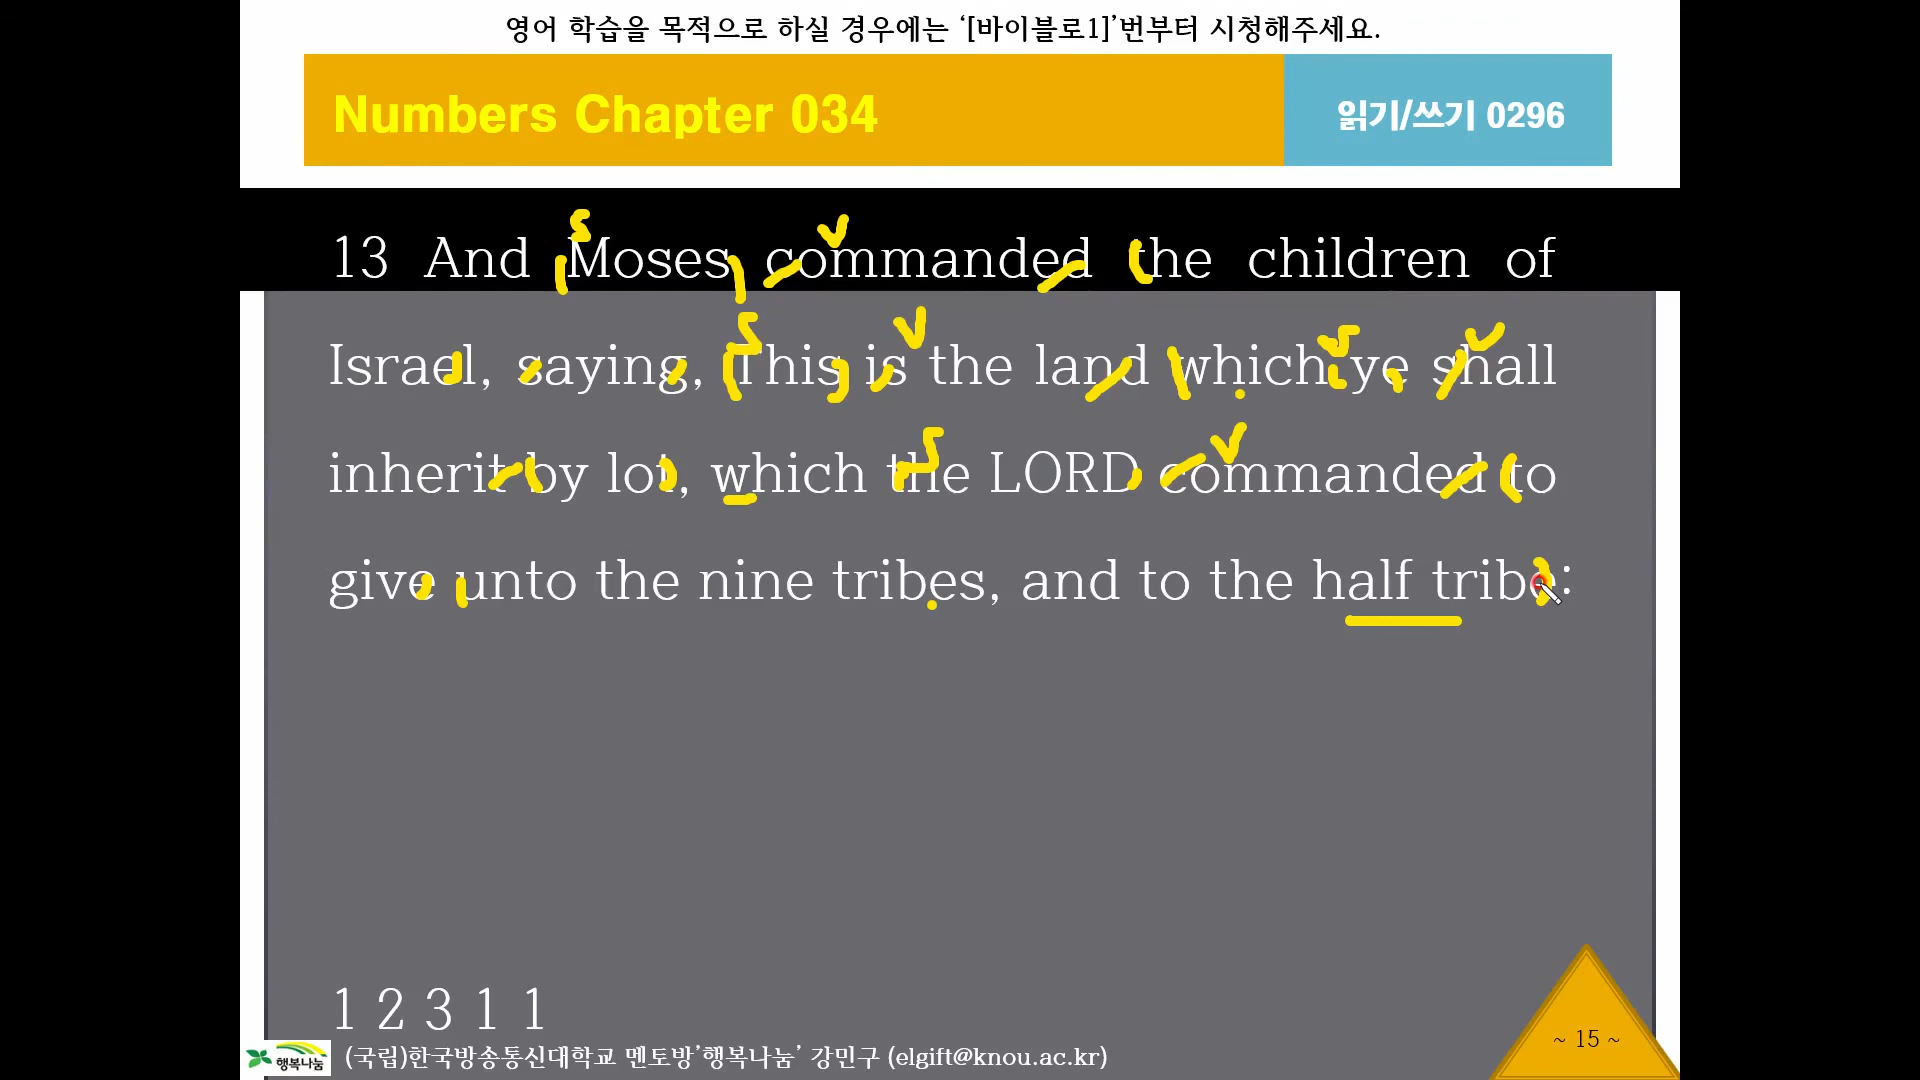 영어 학습을 목적으로 하실 경우에는 ‘[바이블로1]’번부터 시청해주세요.
Numbers Chapter 034
읽기/쓰기 0296
13 And Moses commanded the children of
Israel, saying, This is the land which ye shall
inherit by lot, which the LORD commanded to
give unto the nine tribes, and to the half tribe:
1 2 3 1 1
~ 15 ~
행복나눔
(국립)한국방송통신대학교 멘토방’행복나눔’ 강민구 (elgift@knou.ac.kr)